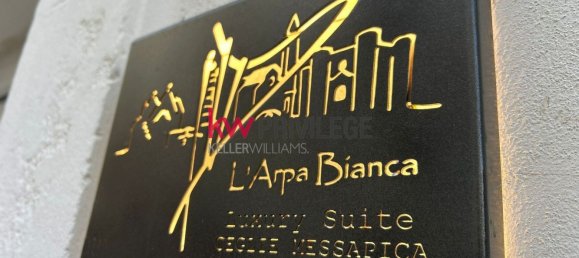 kw PRIVILEGE
KELLERWILLIAMS.
L'Arpa Bianca
Luxury Suite
CEGLIE MESSAPICA